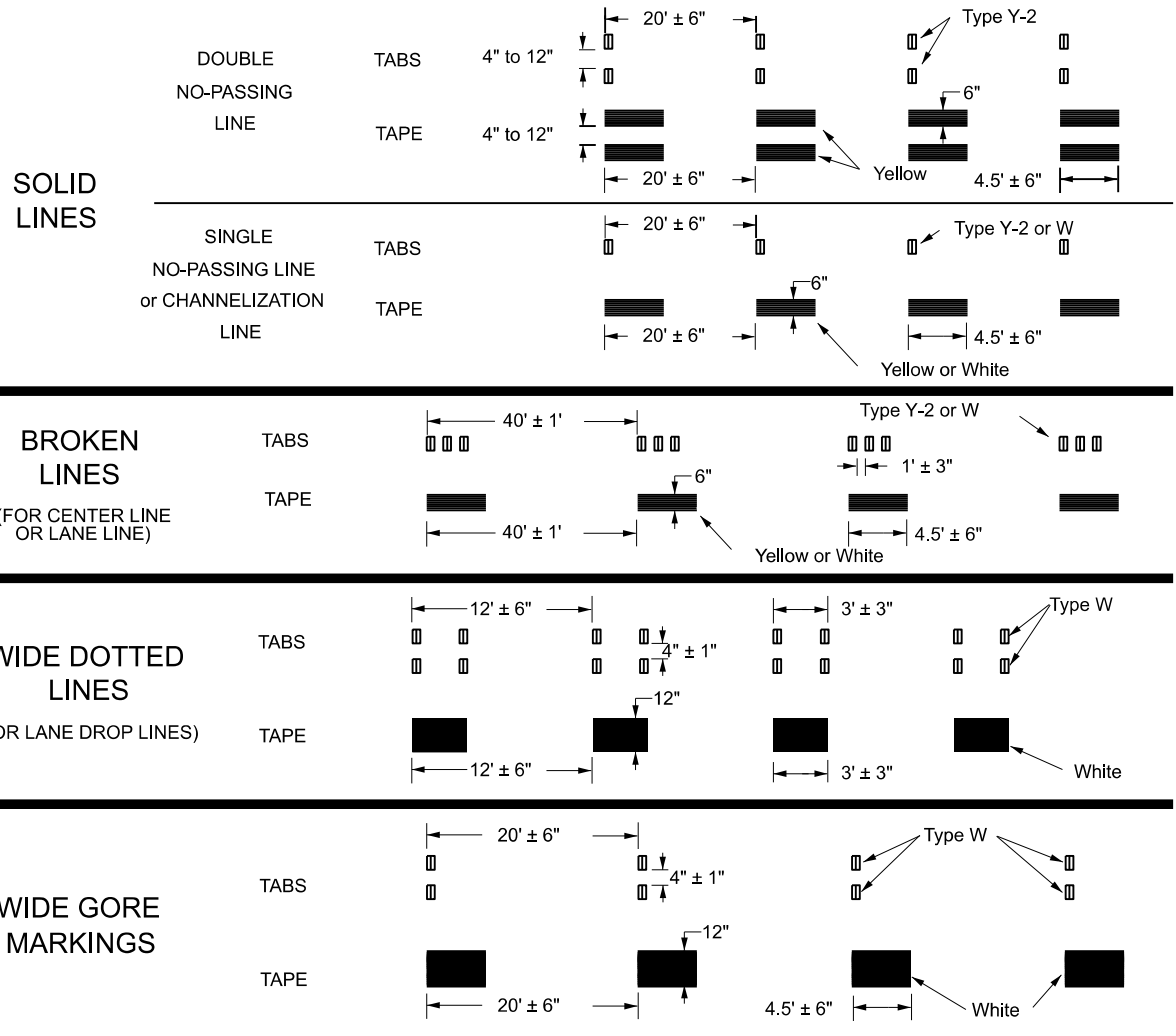 20' ± 6"
Type Y-2
DOUBLE
NO-PASSING
LINE
TABS
4" to 12"
6"
TAPE
4" to 12"
Yellow
20' ± 6"
4.5' ± 6"
SOLID
LINES
SINGLE
NO-PASSING LINE
or CHANNELIZATION
LINE
TABS
20' ± 6"
Type Y-2 or W
TAPE
6"
20' ± 6"
4.5' ± 6"
Yellow or White
BROKEN
LINES
(FOR CENTER LINE
OR LANE LINE)
TABS
40' ± 1'
Type Y-2 or W
1' ± 3"
TAPE
6"
40' ± 1'
4.5' ± 6"
Yellow or White
WIDE DOTTED
LINES
OR LANE DROP LINES)
TABS
12' ± 6"
3' ± 3"
Type W
4" ± 1"
TAPE
12"
12' ± 6"
3' ± 3"
White
WIDE GORE
MARKINGS
TABS
20' ± 6"
Type W
4" ± 1"
TAPE
12"
20' ± 6"
4.5' ± 6"
White